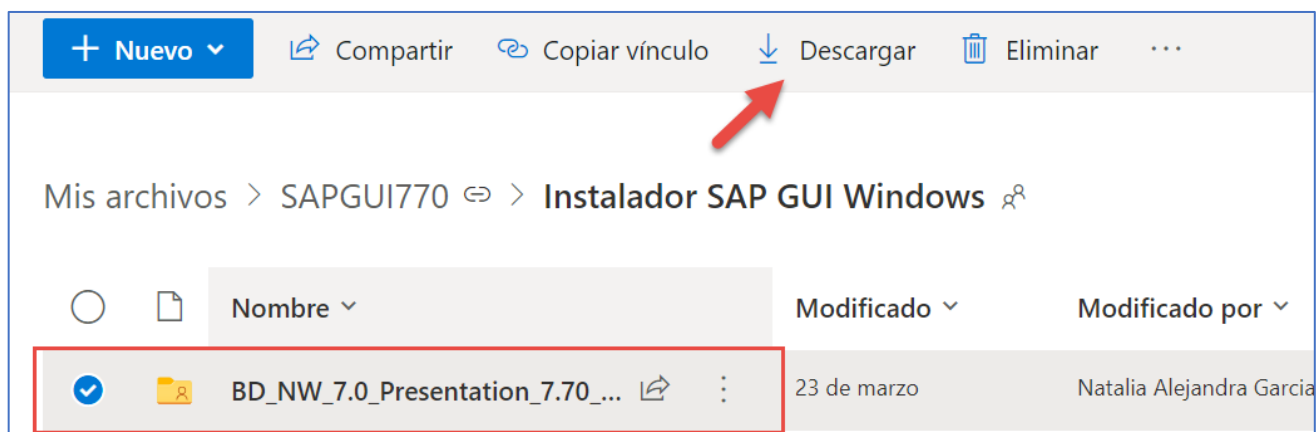 + Nuevo Compartir Copiar vínculo Descargar Eliminar ...
Mis archivos > SAPGUI770 > Instalador SAP GUI Windows
Nombre Modificado Modificado por
BD_NW_7.0_Presentation_7.70_... 23 de marzo Natalia Alejandra Garcia